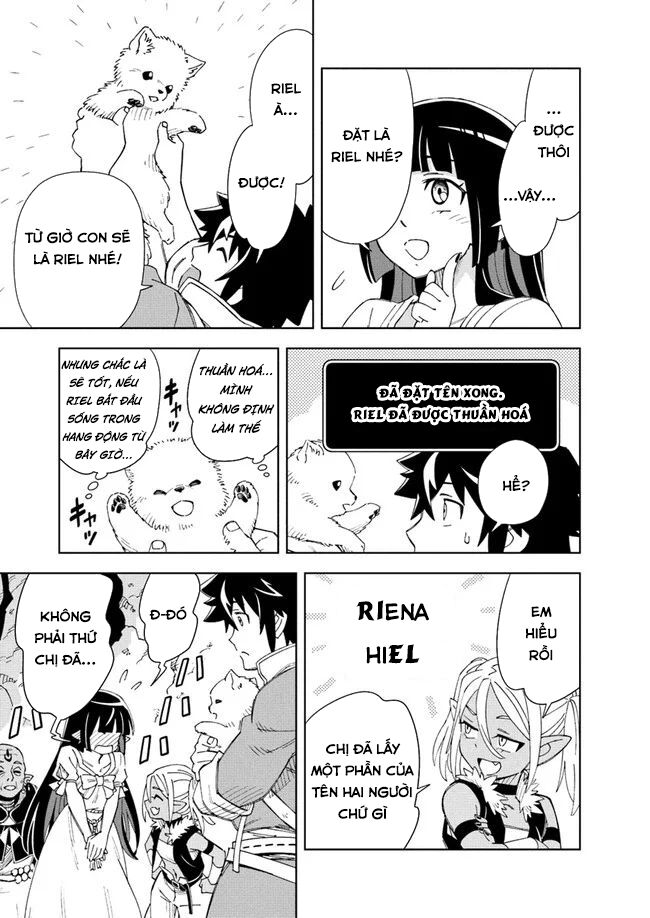 ...
ĐƯỢC
THÔI
...VẬY...
ĐẶT LÀ
RIEL NHÉ?
RIEL
À...
ĐƯỢC!
TỪ GIỜ CON SẼ
LÀ RIEL NHÉ!
ĐÃ ĐẶT TÊN XONG.
RIEL ĐÃ ĐƯỢC THUẦN HOÁ
HỂ?
THUẦN HOÁ...
MÌNH
KHÔNG ĐỊNH
LÀM THẾ
NHƯNG CHẮC LÀ
SẼ TỐT, NẾU
RIEL BẮT ĐẦU
SỐNG TRONG
HANG ĐỘNG TỪ
BÂY GIỜ...
キャッ
キャッ
EM
HIỂU
RỒI
RIENA
HIEL
CHỊ ĐÃ LẤY
MỘT PHẦN CỦA
TÊN HAI NGƯỜI
CHỨ GÌ
Đ-ĐÓ
KHÔNG
PHẢI THỨ
CHỊ ĐÃ...